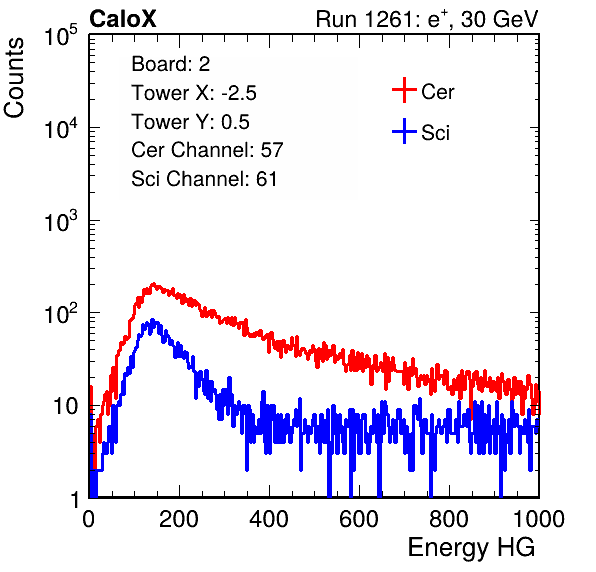 CaloX Run 1261: e⁺, 30 GeV
Counts
10⁵
10⁴
10³
10²
10
1
Board: 2
Tower X: -2.5
Tower Y: 0.5
Cer Channel: 57
Sci Channel: 61
Cer
Sci
0 200 400 600 800 1000
Energy HG